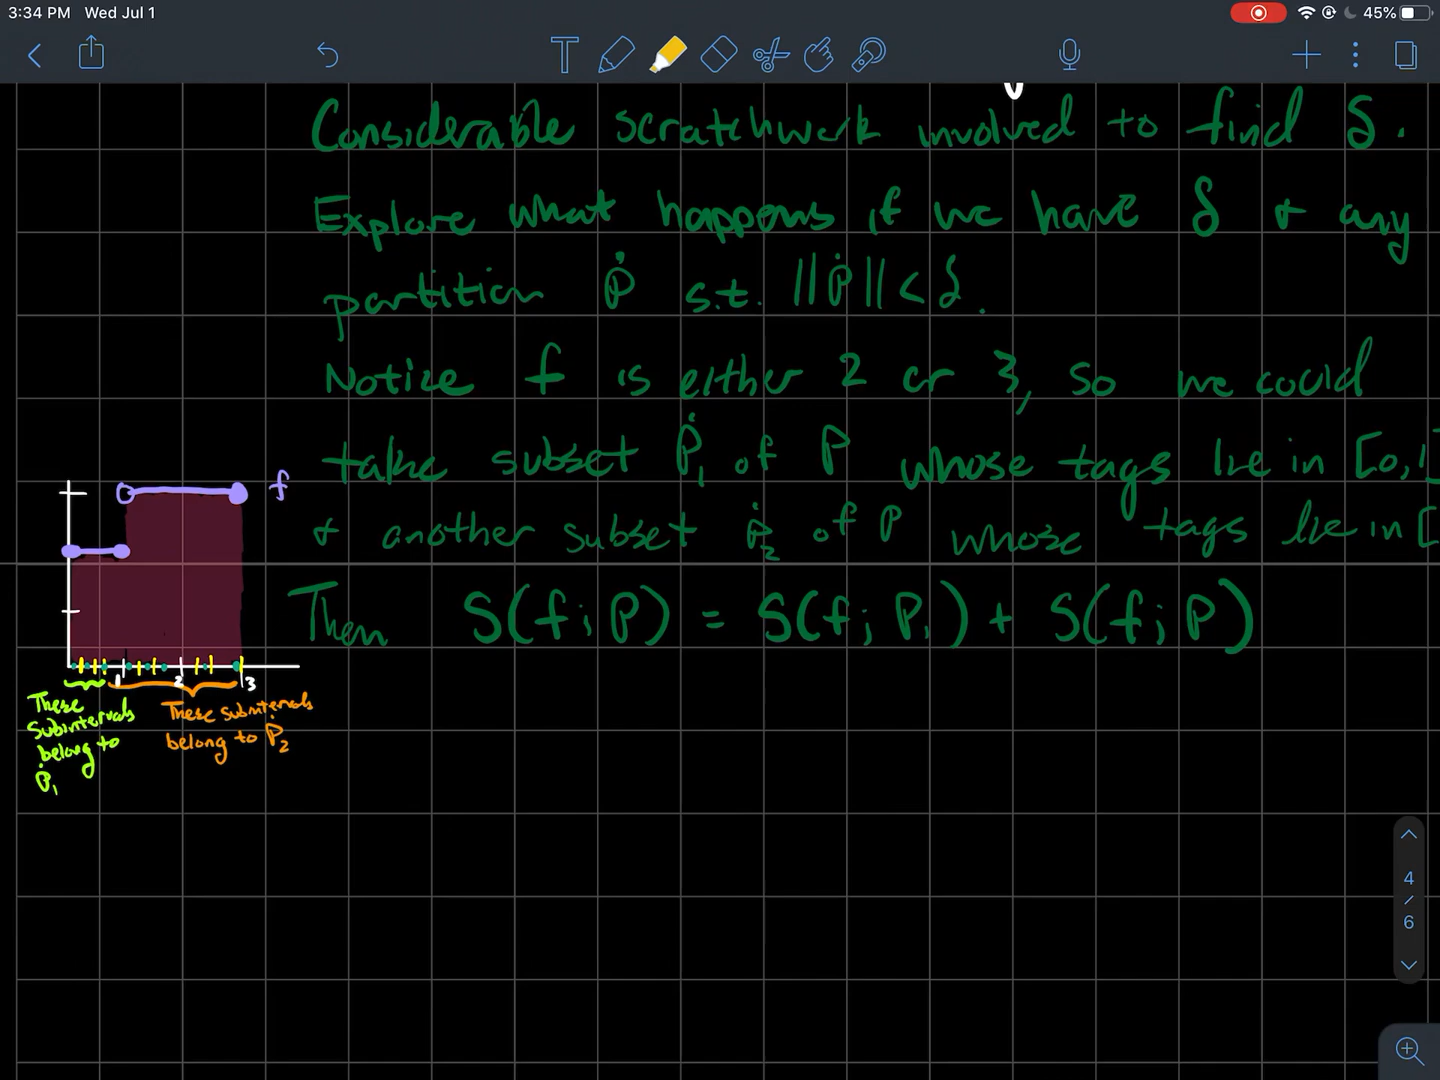 3:34 PM Wed Jul 1
45%
Considerable scratchwork involved to find δ.
Explore what happens if we have δ & any
partition Ṗ s.t. ||Ṗ|| < δ.
Notice f is either 2 or 3, so we could
take subset Ṗ₁ of P whose tags lie in [0,1]
& another subset Ṗ₂ of P whose tags lie in [
Then S(f;P) = S(f;P₁) + S(f;P)
f
1 2 3
These
subintervals
belong to
Ṗ₁
These subintervals
belong to Ṗ₂
4
/
6